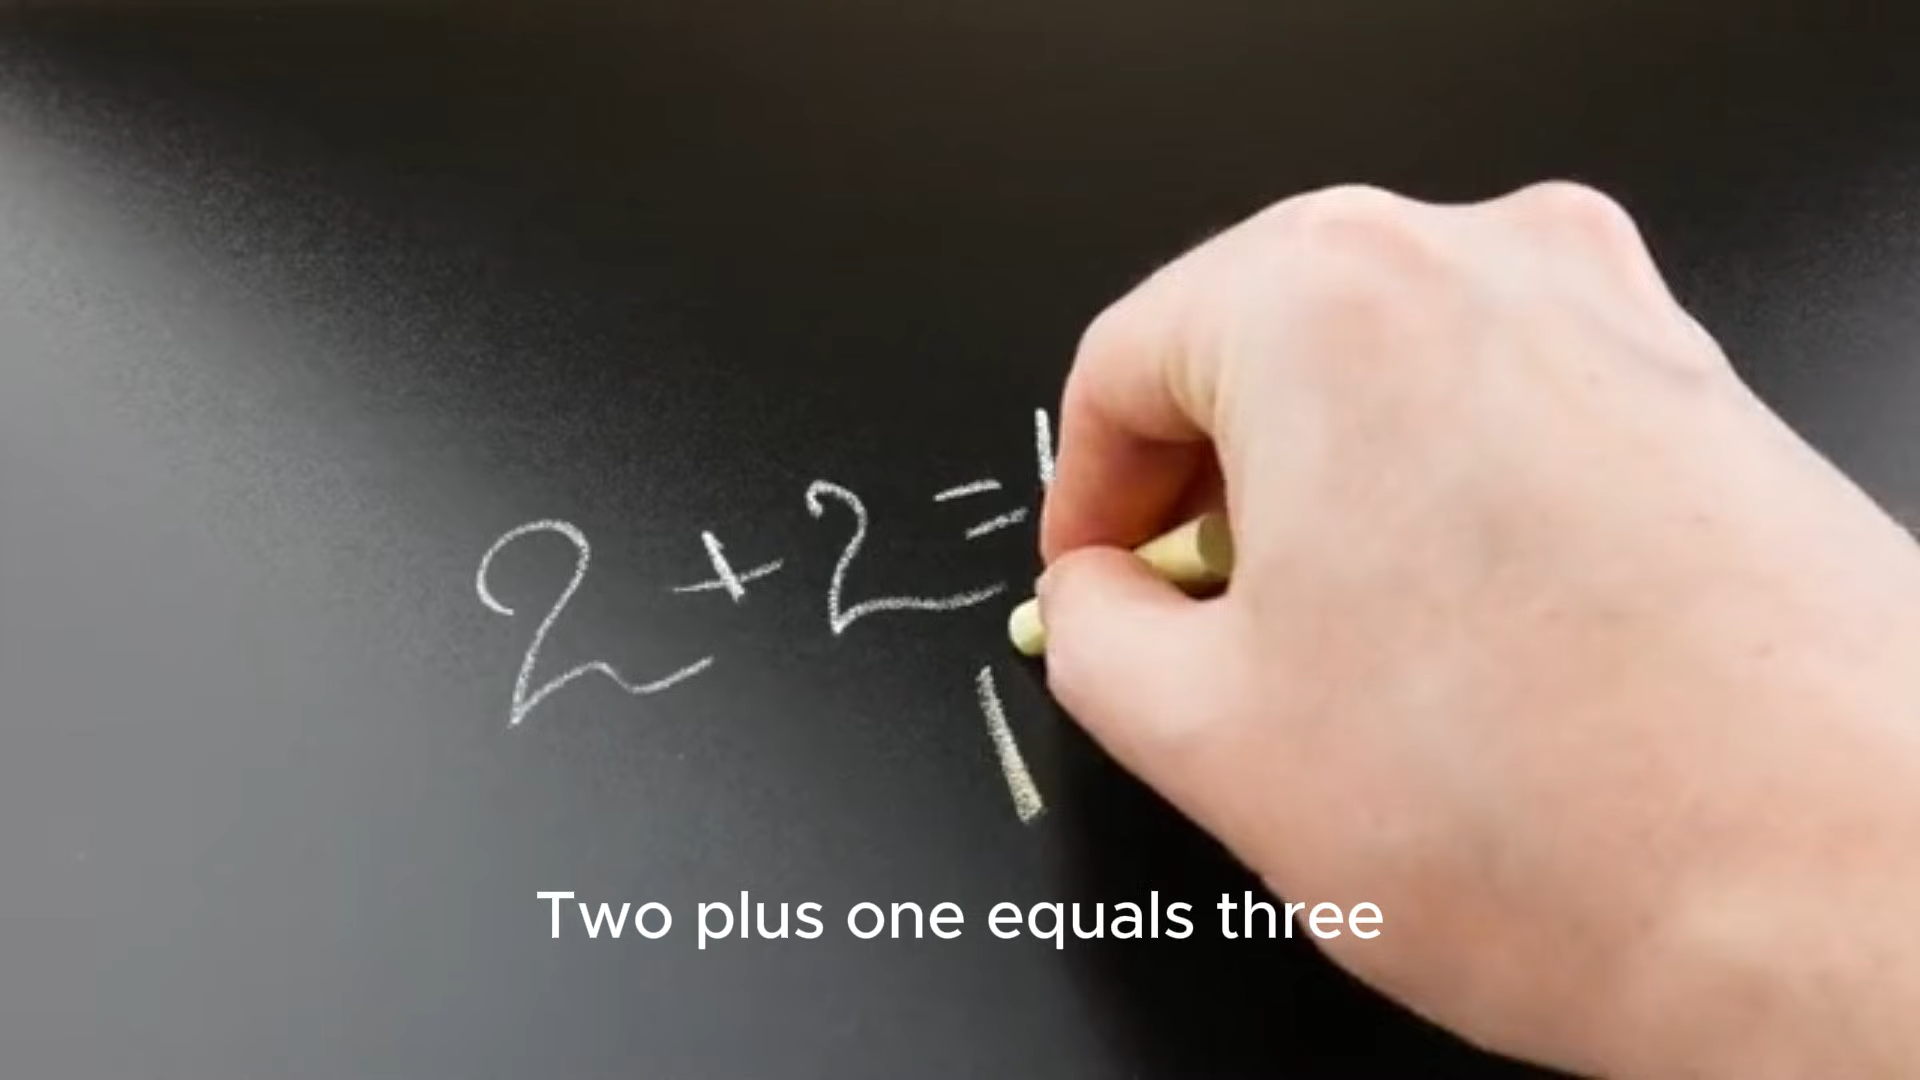 2 + 2 =
Two plus one equals three